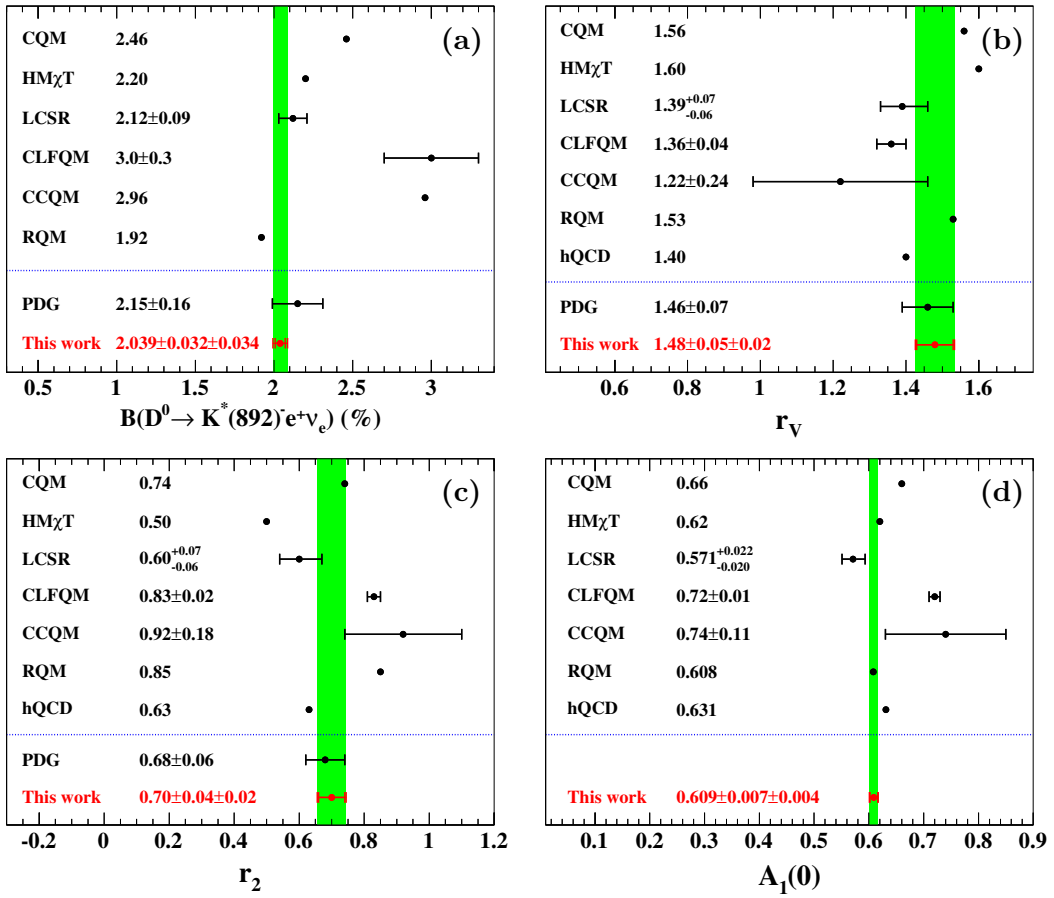 (a)
CQM 2.46
HMχT 2.20
LCSR 2.12±0.09
CLFQM 3.0±0.3
CCQM 2.96
RQM 1.92
PDG 2.15±0.16
This work 2.039±0.032±0.034
0.5 1 1.5 2 2.5 3
B(D⁰→ K*(892)⁻e⁺νₑ) (%)
(b)
CQM 1.56
HMχT 1.60
LCSR 1.39 +0.07 -0.06
CLFQM 1.36±0.04
CCQM 1.22±0.24
RQM 1.53
hQCD 1.40
PDG 1.46±0.07
This work 1.48±0.05±0.02
0.6 0.8 1 1.2 1.4 1.6
r_V
(c)
CQM 0.74
HMχT 0.50
LCSR 0.60 +0.07 -0.06
CLFQM 0.83±0.02
CCQM 0.92±0.18
RQM 0.85
hQCD 0.63
PDG 0.68±0.06
This work 0.70±0.04±0.02
-0.2 0 0.2 0.4 0.6 0.8 1 1.2
r₂
(d)
CQM 0.66
HMχT 0.62
LCSR 0.571 +0.022 -0.020
CLFQM 0.72±0.01
CCQM 0.74±0.11
RQM 0.608
hQCD 0.631
This work 0.609±0.007±0.004
0.1 0.2 0.3 0.4 0.5 0.6 0.7 0.8 0.9
A₁(0)